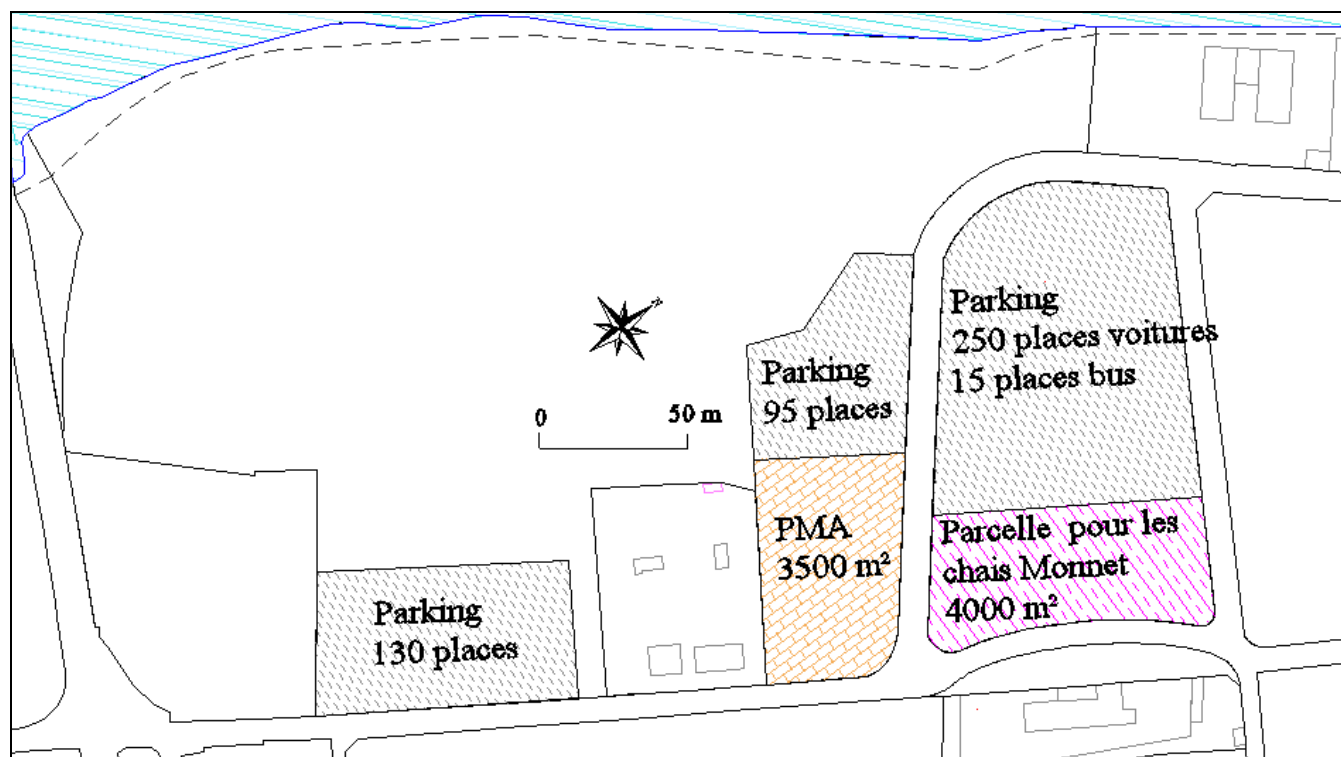 Parking
250 places voitures
15 places bus
Parking
95 places
0 50 m
PMA
3500 m²
Parcelle pour les
chais Monnet
4000 m²
Parking
130 places